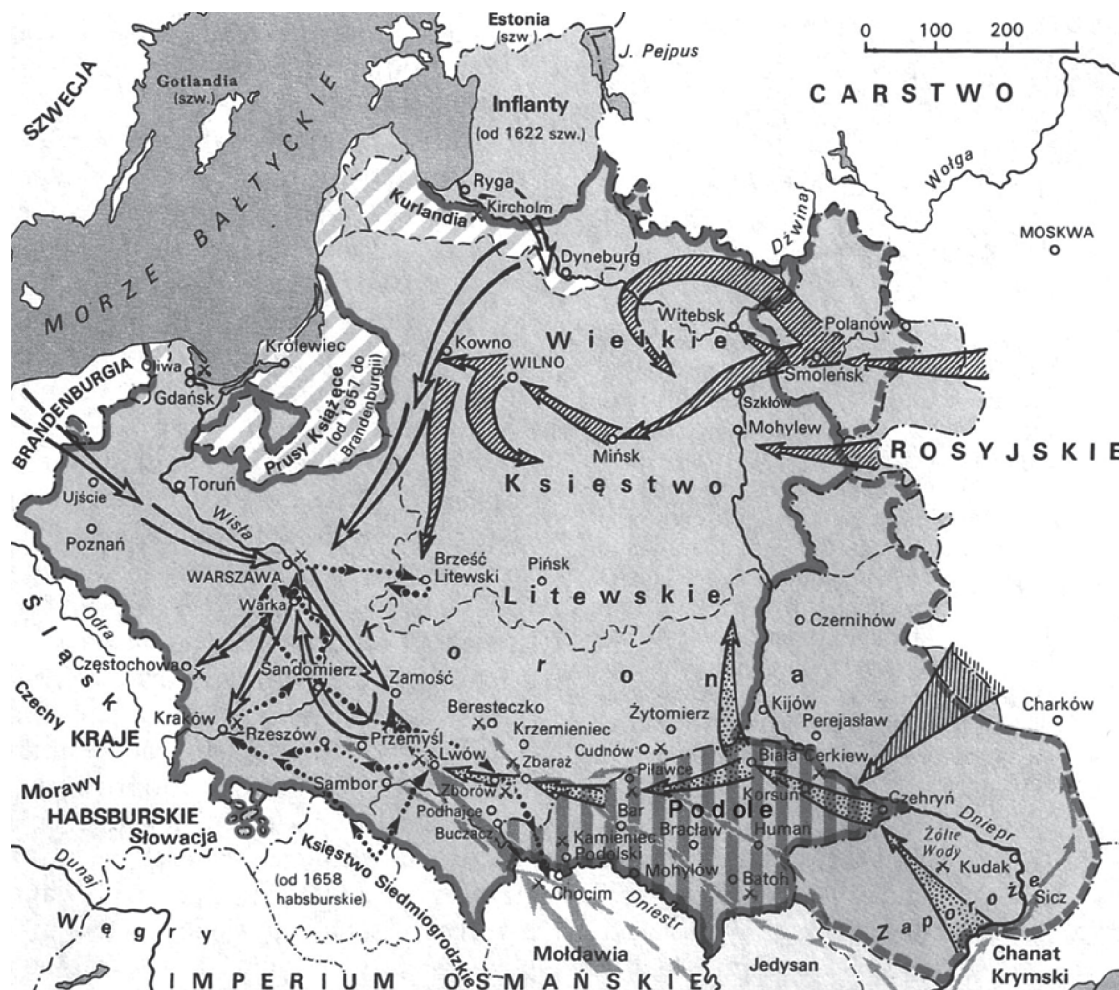 Estonia
(szw.)
J. Pejpus
0 100 200
SZWECJA
Gotlandia
(szw.)
CARSTWO
Inflanty
(od 1622 szw.)
MORZE BAŁTYCKIE
Wołga
Ryga
Kircholm
Kurlandia
Dźwina
MOSKWA
Dyneburg
Witebsk
Polanów
Wielkie
Królewiec
Kowno
WILNO
Smoleńsk
BRANDENBURGIA
liwa
Gdańsk
Szkłów
Prusy Książęce
(od 1657 do
Brandenburgii)
Mohylew
ROSYJSKIE
Mińsk
Toruń
Księstwo
Ujście
Wisła
Poznań
WARSZAWA
Brześć
Litewski
Pińsk
Litewskie
Warka
Śląsk
Odra
Czernihów
Korona
Częstochowa
Sandomierz
Zamość
Czechy
Beresteczko
Żytomierz
Kijów
Charków
Kraków
Krzemieniec
Perejasław
KRAJE
Rzeszów
Przemyśl
Cudnów
Lwów
Zbaraż
Piławce
Biała Cerkiew
Morawy
Sambor
Zborów
Bar
Podole
Korsuń
Czehryń
HABSBURSKIE
Słowacja
Podhajce
Buczacz
Kamieniec
Podolski
Bracław
Human
Dniepr
Żółte
Wody
Dunaj
Księstwo Siedmiogrodzkie
(od 1658
habsburskie)
Mohylów
Batoh
Kudak
Chocim
Dniestr
Sicz
Zaporoże
Węgry
Mołdawia
Jedysan
Chanat
Krymski
IMPERIUM OSMAŃSKIE